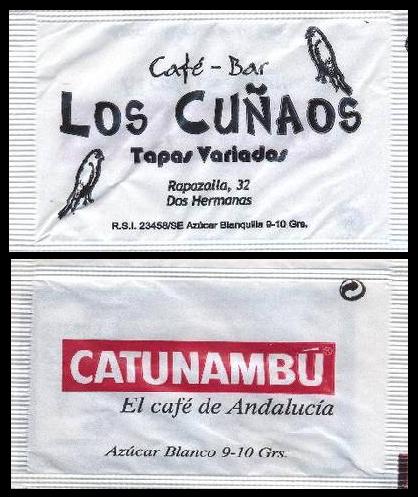 Café - Bar
LOS CUÑAOS
Tapas Variadas
Rapazalla, 32
Dos Hermanas
R.S.I. 23458/SE Azúcar Blanquilla 9-10 Grs.
CATUNAMBÚ®
El café de Andalucía
Azúcar Blanco 9-10 Grs.